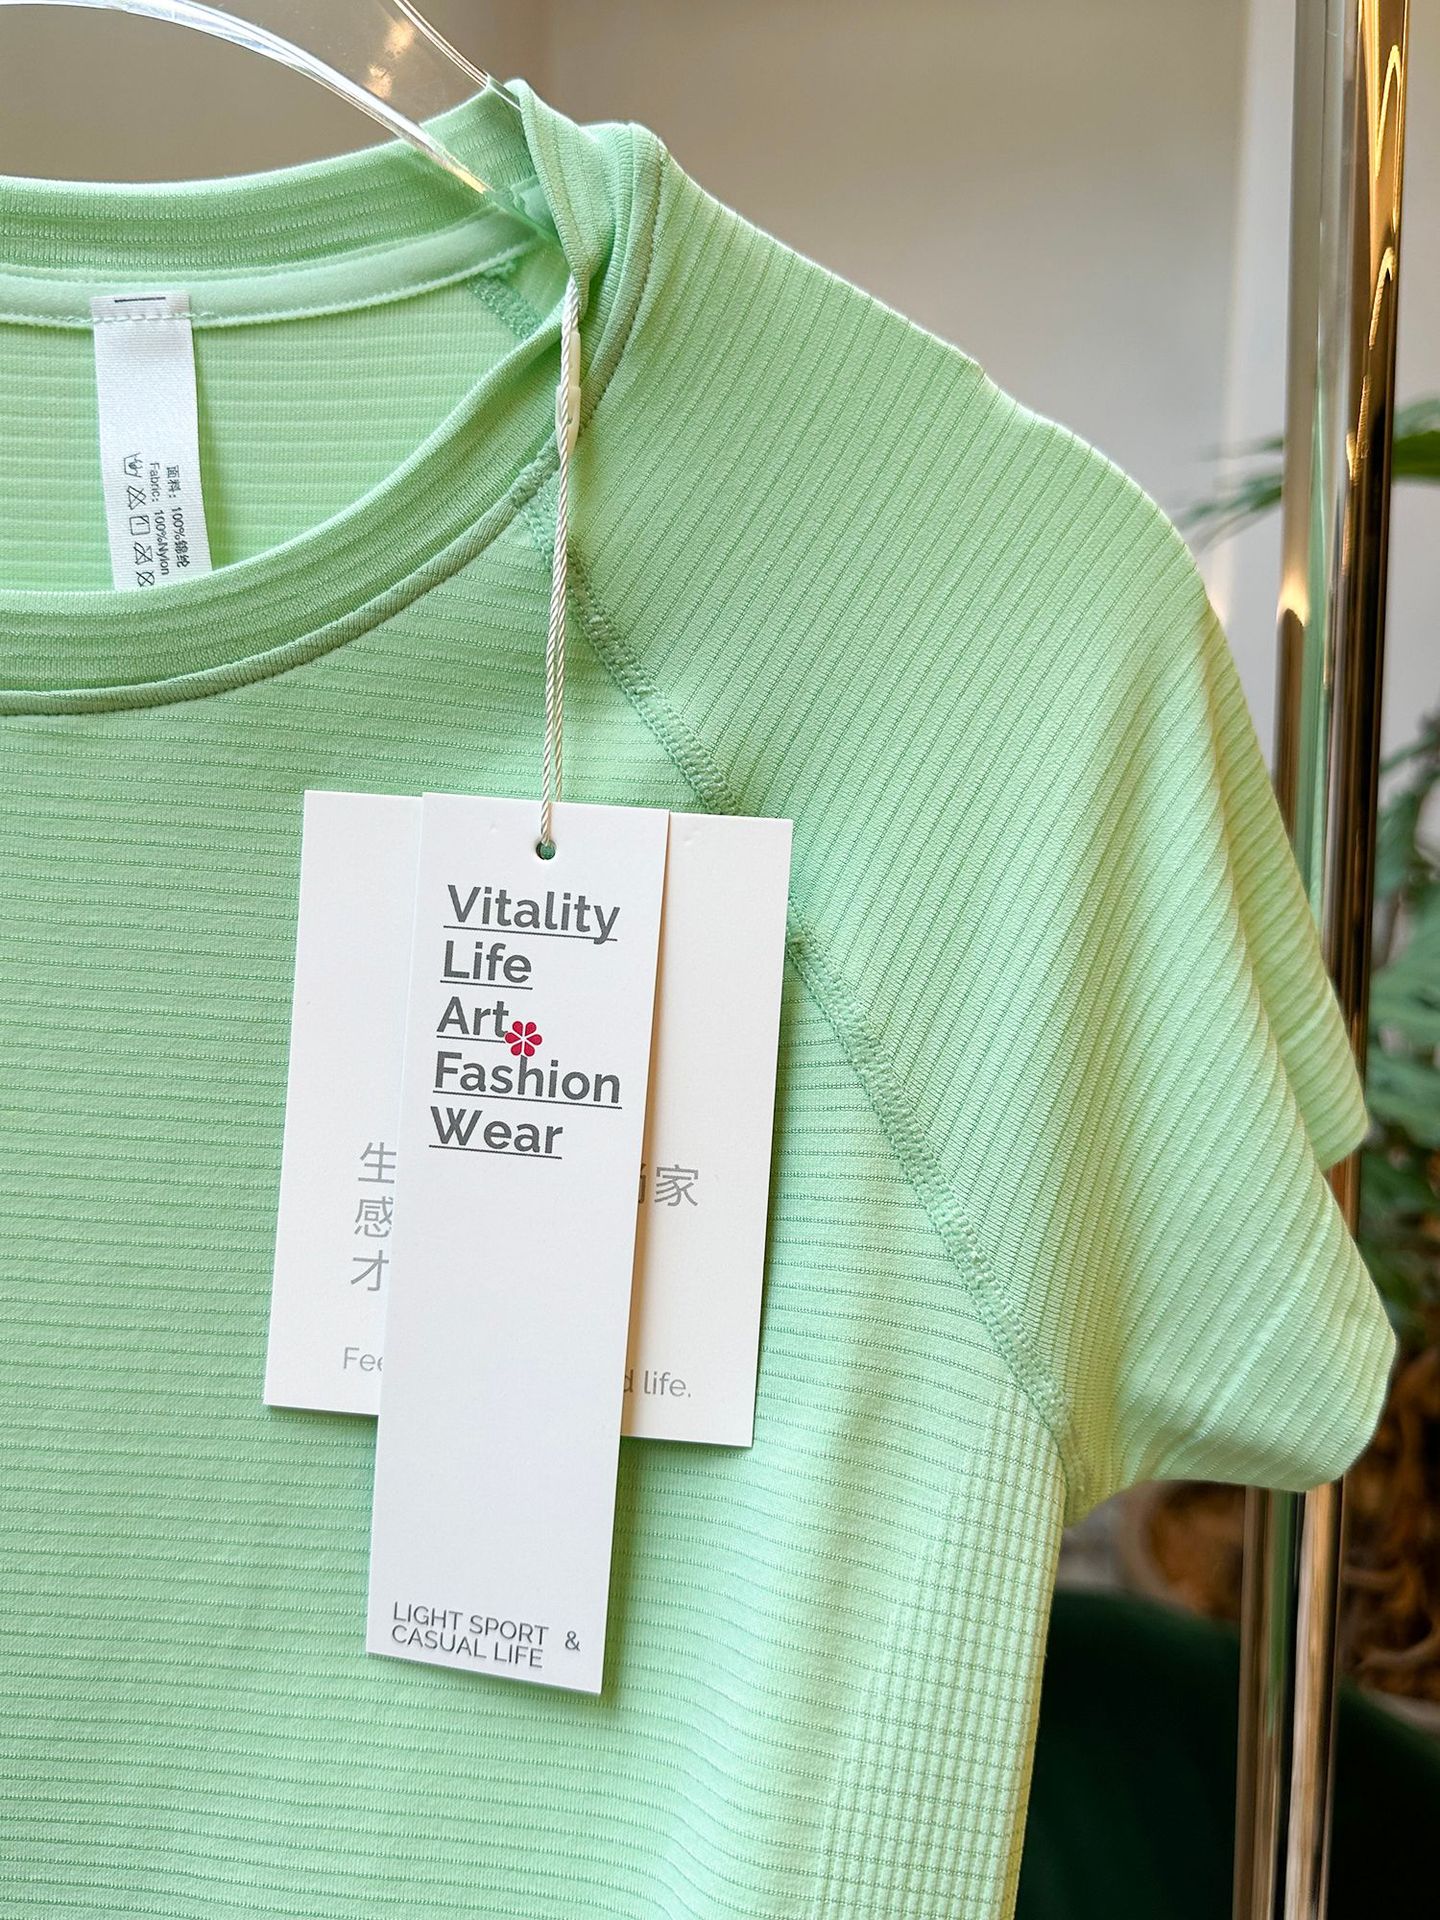 面料：100%锦纶
Fabric：100%Nylon
Vitality
Life
Art
Fashion
Wear
生
感
才
家
life.
LIGHT SPORT &
CASUAL LIFE